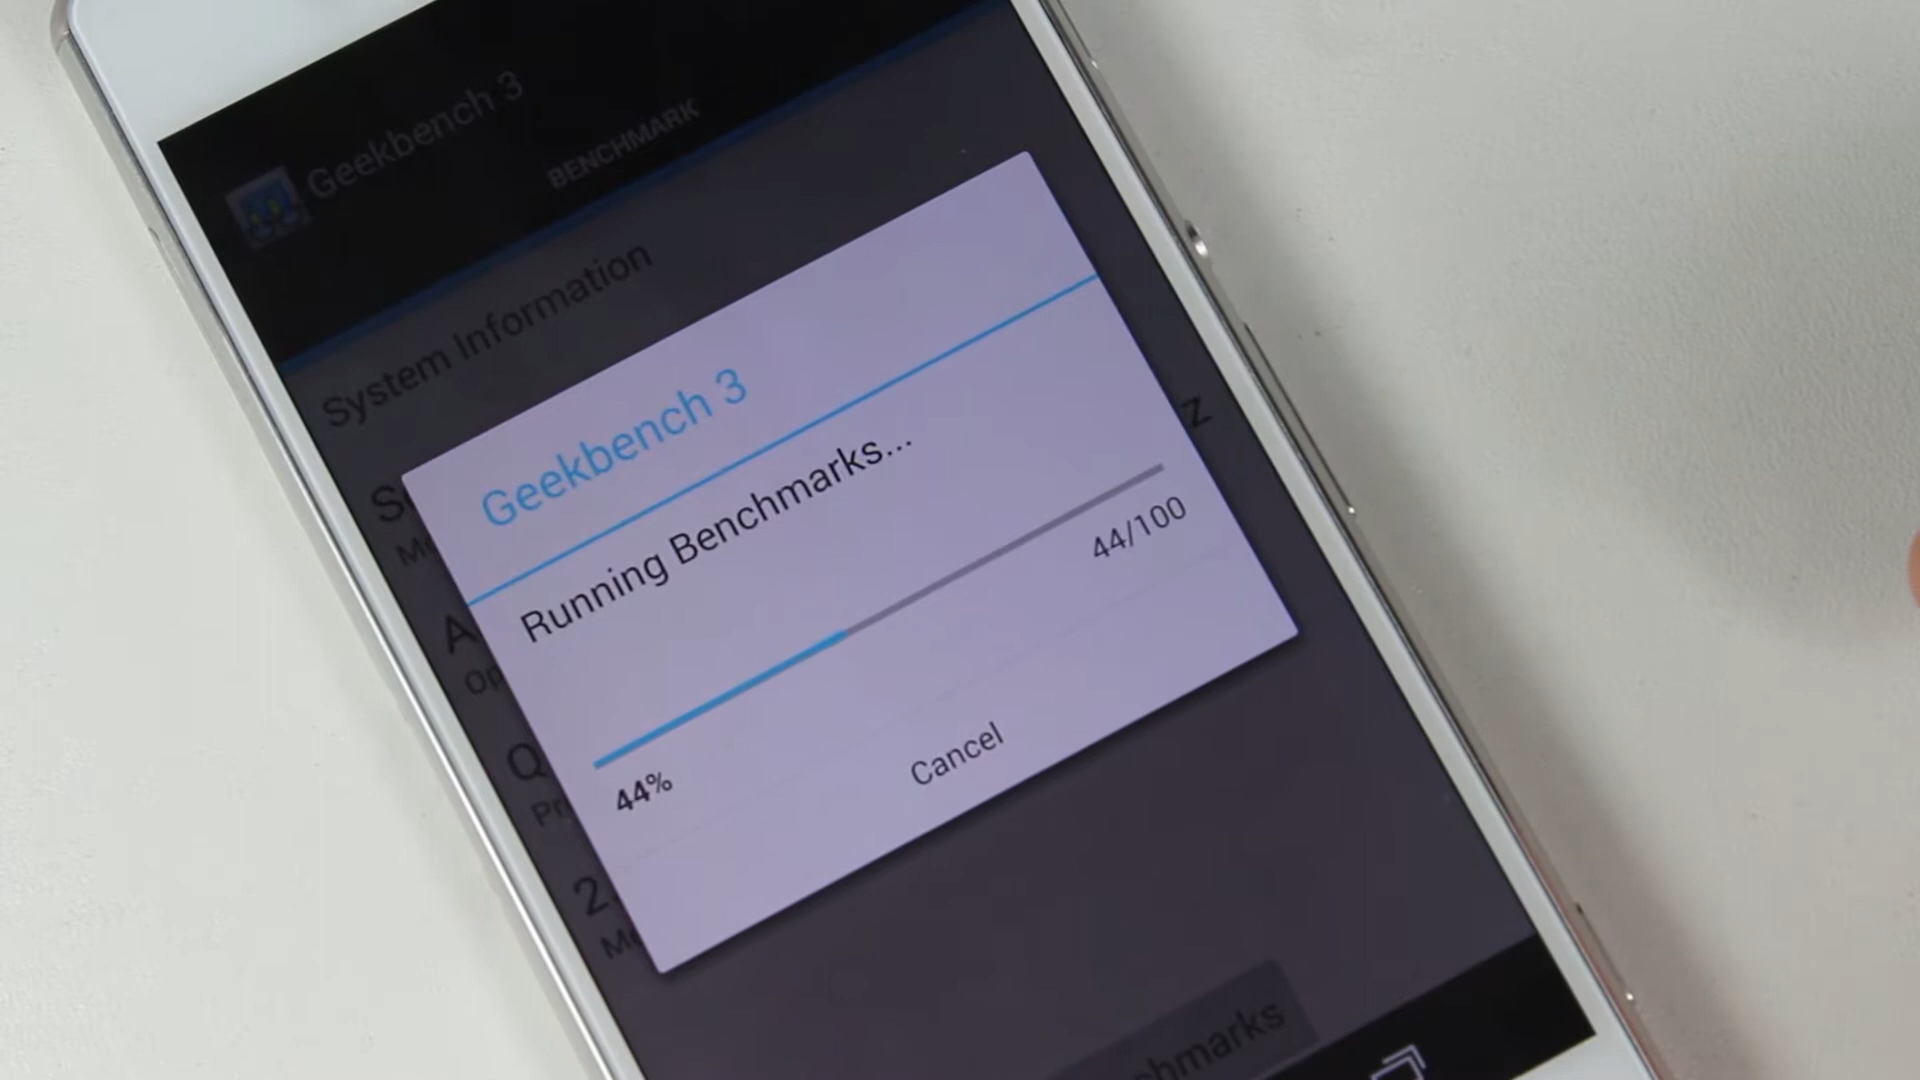 Geekbench 3
BENCHMARK
System Information
Geekbench 3
Running Benchmarks...
44%
44/100
Cancel